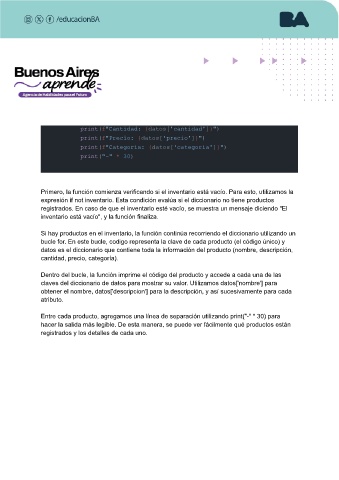 /educacionBA
BA
Buenos Aires
aprende
Agencia de Habilidades para el Futuro
print(f"Cantidad: {datos['cantidad']}")
print(f"Precio: {datos['precio']}")
print(f"Categoría: {datos['categoria']}")
print("-" * 30)
Primero, la función comienza verificando si el inventario está vacío. Para esto, utilizamos la
expresión if not inventario. Esta condición evalúa si el diccionario no tiene productos
registrados. En caso de que el inventario esté vacío, se muestra un mensaje diciendo "El
inventario está vacío", y la función finaliza.
Si hay productos en el inventario, la función continúa recorriendo el diccionario utilizando un
bucle for. En este bucle, codigo representa la clave de cada producto (el código único) y
datos es el diccionario que contiene toda la información del producto (nombre, descripción,
cantidad, precio, categoría).
Dentro del bucle, la función imprime el código del producto y accede a cada una de las
claves del diccionario de datos para mostrar su valor. Utilizamos datos['nombre'] para
obtener el nombre, datos['descripcion'] para la descripción, y así sucesivamente para cada
atributo.
Entre cada producto, agregamos una línea de separación utilizando print("-" * 30) para
hacer la salida más legible. De esta manera, se puede ver fácilmente qué productos están
registrados y los detalles de cada uno.